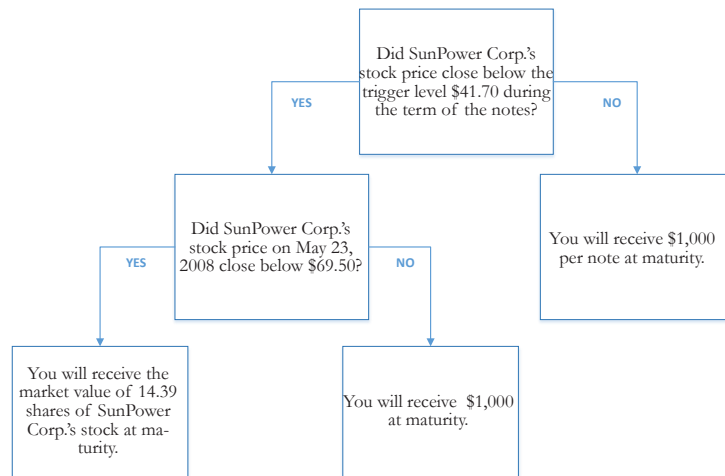 Did SunPower Corp.'s
stock price close below the
trigger level $41.70 during
the term of the notes?
YES
NO
Did SunPower Corp.'s
stock price on May 23,
2008 close below $69.50?
You will receive $1,000
per note at maturity.
YES
NO
You will receive the
market value of 14.39
shares of SunPower
Corp.'s stock at ma-
turity.
You will receive $1,000
at maturity.